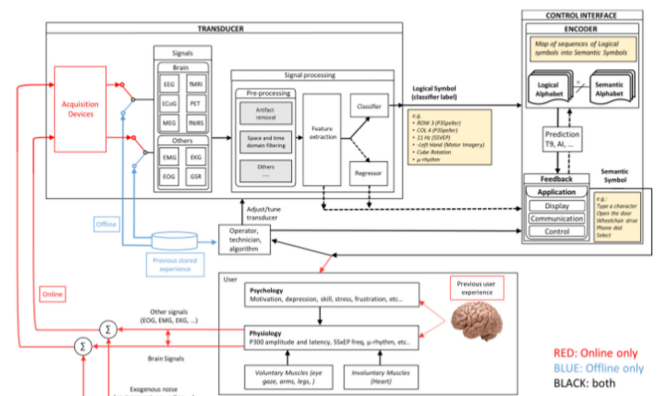 TRANSDUCER
CONTROL INTERFACE
ENCODER
Map of sequences of Logical
symbols into Semantic Symbols
Logical
Alphabet
Semantic
Alphabet
Signals
Brain
EEG
fMRI
ECoG
PET
MEG
fNIRS
Others
EMG
EKG
EOG
GSR
Acquisition
Devices
Signal processing
Pre-processing
Artifact
removal
Space and time
domain filtering
Others
....
Feature
extraction
Classifier
Regressor
Logical Symbol
(classifier label)
e.g.
• ROW 3 (P3Speller)
• COL 4 (P3Speller)
• 15 Hz (SSVEP)
• -Left Hand (Motor Imagery)
• Cube Rotation
• μ-rhythm
Prediction
T9, AI, ...
Feedback
Application
Display
Communication
Control
Semantic
Symbol
e.g.:
Type a character
Open the door
Wheelchair drive
Phone dial
Select
Adjust/tune
transducer
Offline
Previous stored
experience
Operator,
technician,
algorithm
Online
User
Psychology
Motivation, depression, skill, stress, frustration, etc...
Previous user
experience
Other signals
(EOG, EMG, EKG, ...)
Σ
Physiology
P300 amplitude and latency, SSxEP freq, μ-rhythm, etc..
Σ
Brain Signals
Voluntary Muscles (eye
gaze, arms, legs, )
Involuntary Muscles
(Heart)
Exogenous noise
RED: Online only
BLUE: Offline only
BLACK: both